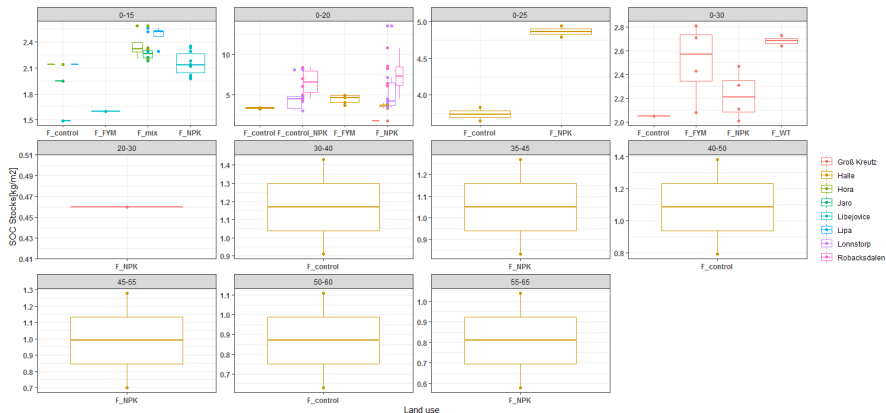 0-15
0-20
0-25
0-30
2.4
2.1
1.8
1.5
10
5
5.0
4.5
4.0
2.8
2.6
2.4
2.2
2.0
F_control F_FYM F_mix F_NPK
F_control F_control_NPK F_FYM F_NPK
F_control F_NPK
F_control F_FYM F_NPK F_WT
20-30
30-40
35-45
40-50
0.51
0.49
0.47
0.45
0.43
0.41
1.4
1.3
1.2
1.1
1.0
0.9
1.2
1.1
1.0
0.9
1.4
1.2
1.0
0.8
F_NPK
F_control
F_NPK
F_control
45-55
50-60
55-65
1.3
1.2
1.1
1.0
0.9
0.8
0.7
1.1
1.0
0.9
0.8
0.7
1.0
0.9
0.8
0.7
0.6
F_NPK
F_control
F_NPK
SOC Stocks[kg/m2]
Land use
Groß Kreutz
Halle
Hora
Jaro
Libejovice
Lipa
Lonnstorp
Robacksdalen